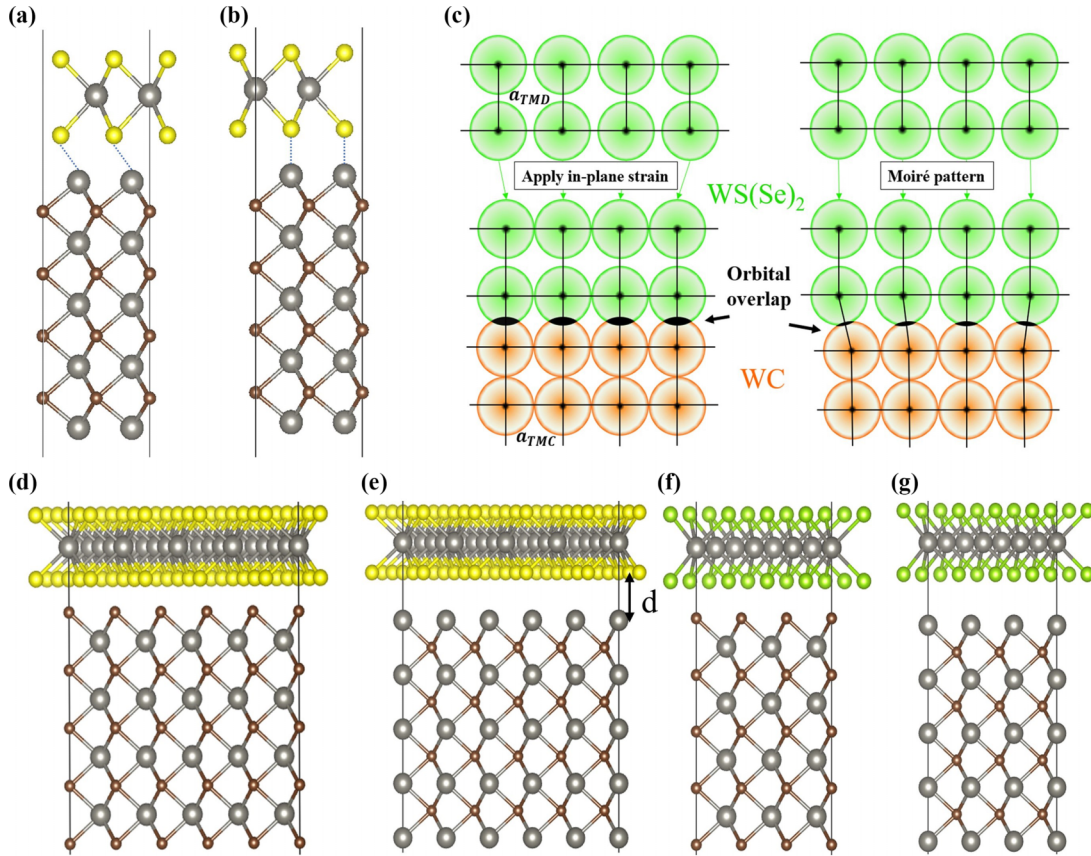 (a)
(b)
(c)
a_TMD
Apply in-plane strain
Moiré pattern
WS(Se)₂
Orbital
overlap
WC
a_TMC
(d)
(e)
(f)
(g)
d